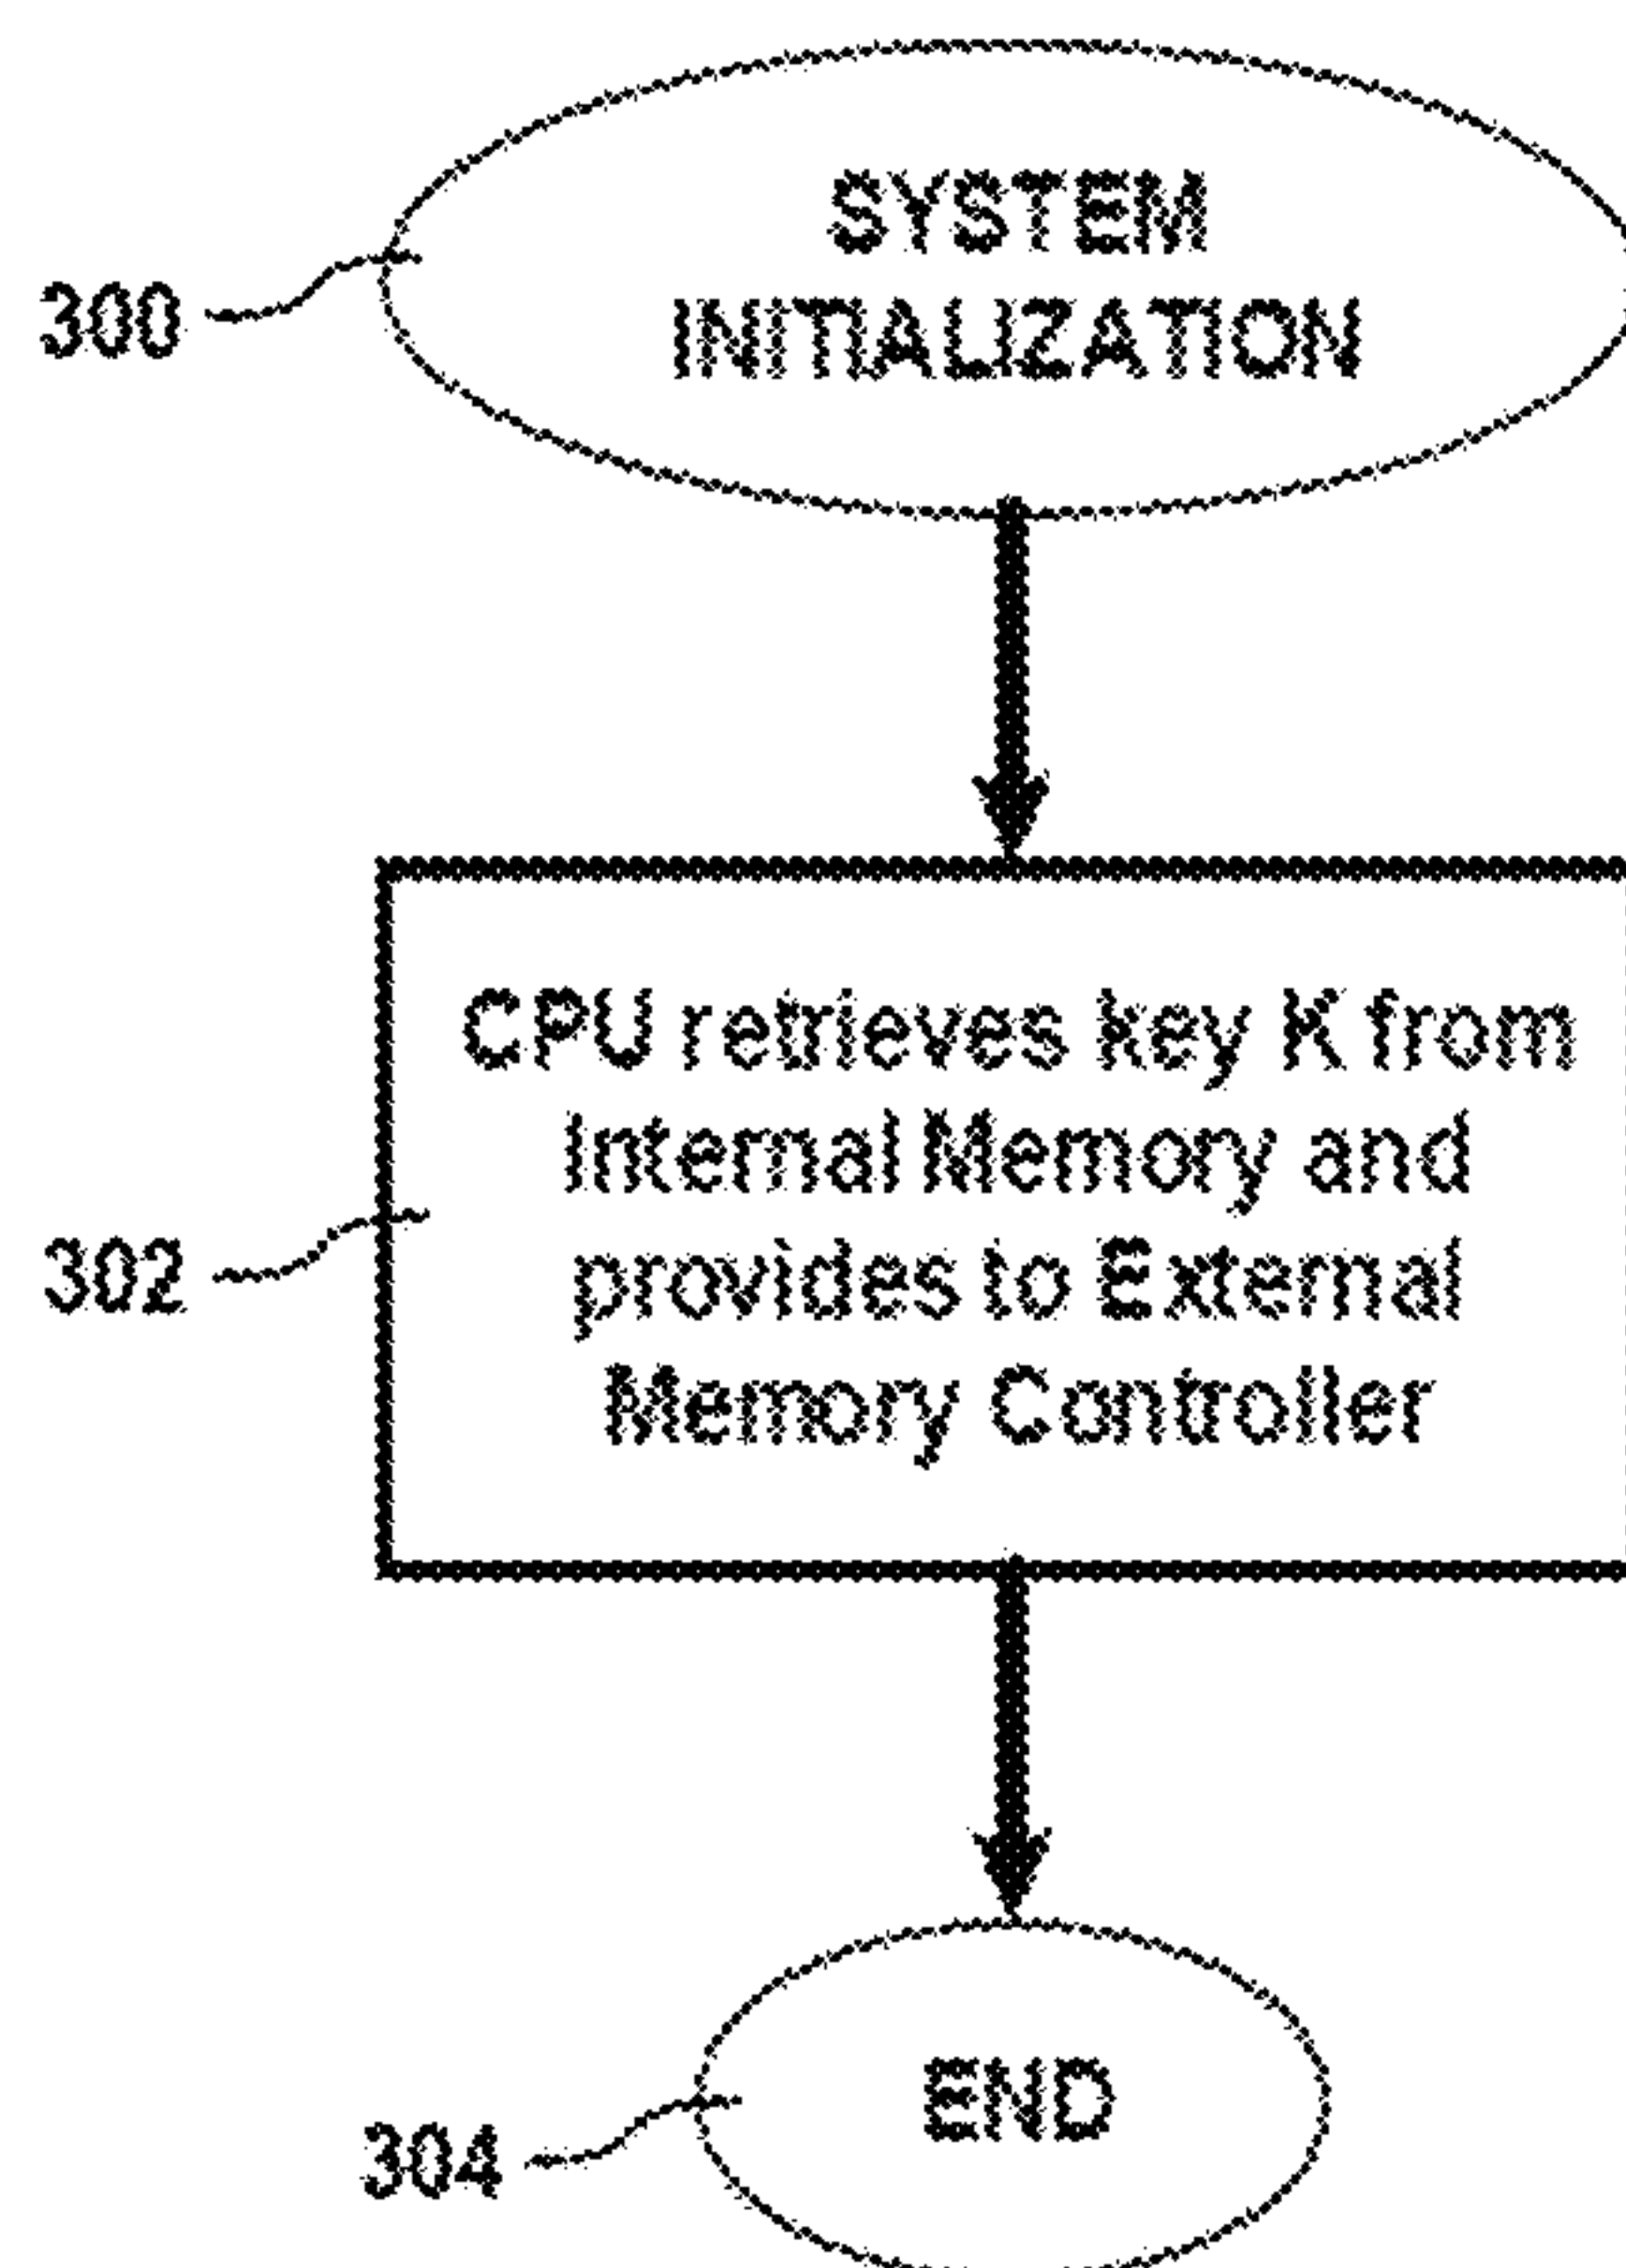 SYSTEM
INITIALIZATION
300
CPU retrieves key K from
Internal Memory and
provides to External
Memory Controller
302
END
304